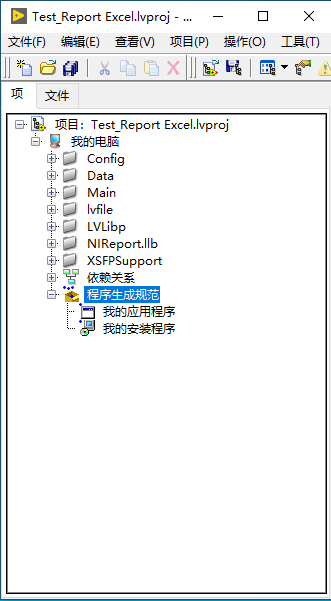 Test_Report Excel.lvproj - ...
文件(F) 编辑(E) 查看(V) 项目(P) 操作(O) 工具(T)
项 文件
项目：Test_Report Excel.lvproj
我的电脑
Config
Data
Main
lvfile
LVLibp
NIReport.llb
XSFPSupport
依赖关系
程序生成规范
我的应用程序
我的安装程序